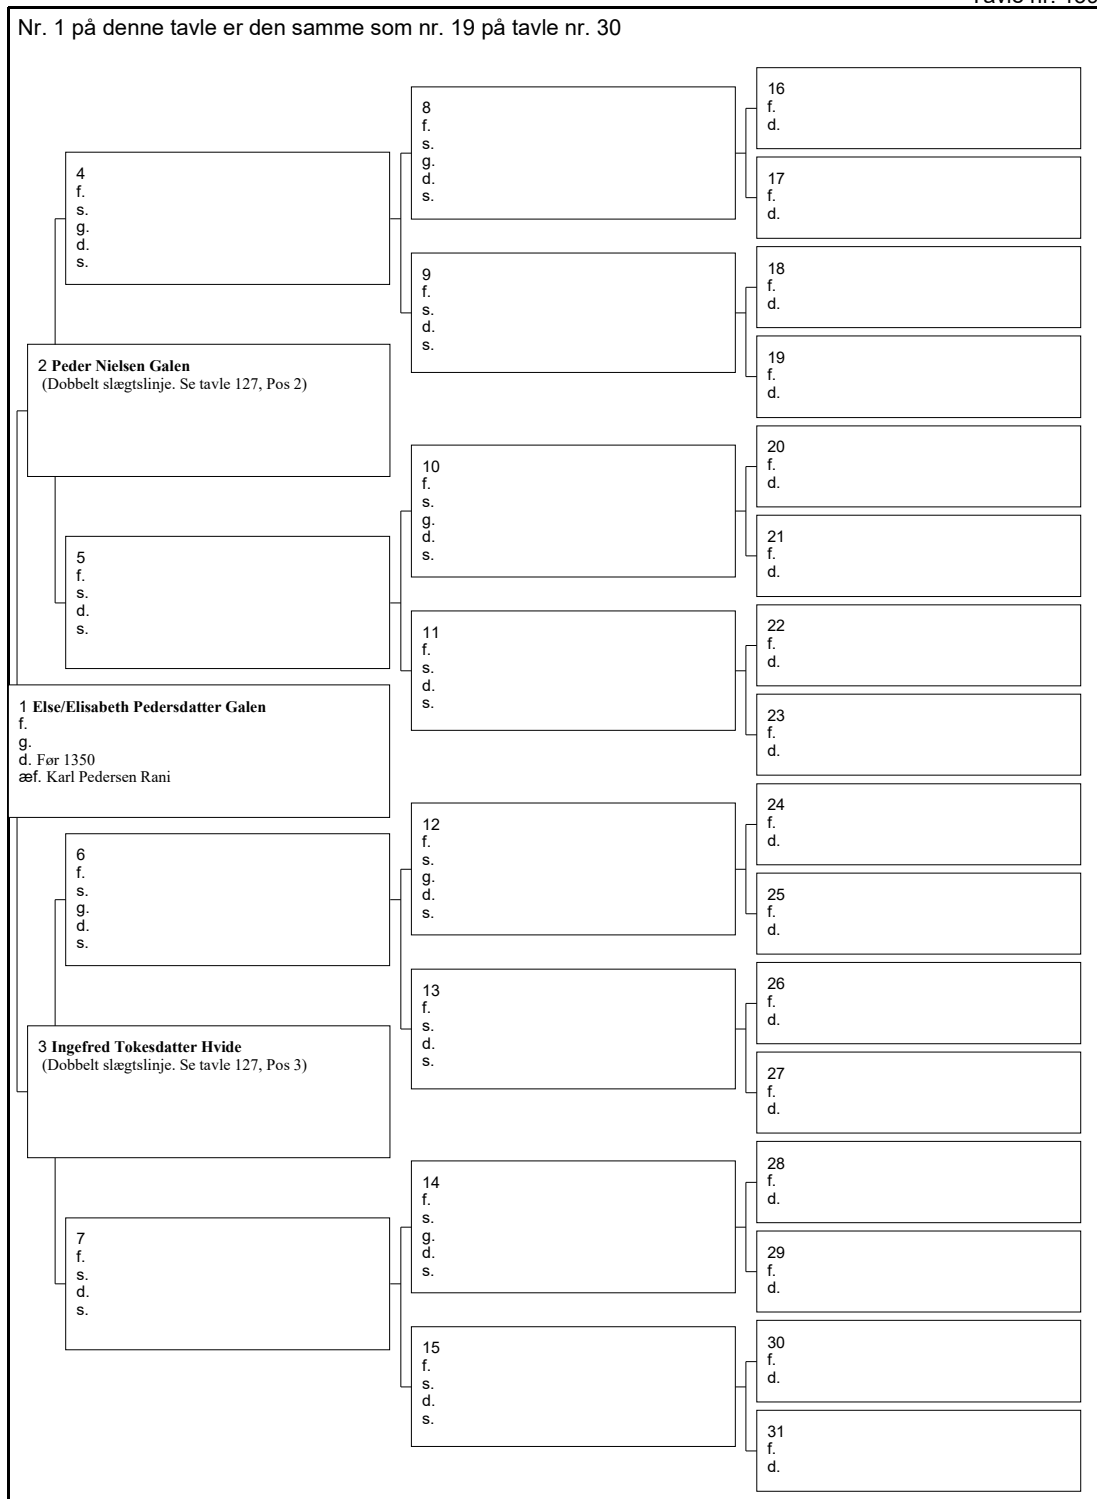 Nr. 1 på denne tavle er den samme som nr. 19 på tavle nr. 30
16
f.
d.
8
f.
s.
g.
d.
s.
17
f.
d.
4
f.
s.
g.
d.
s.
18
f.
d.
9
f.
s.
d.
s.
19
f.
d.
2 Peder Nielsen Galen
(Dobbelt slægtslinje. Se tavle 127, Pos 2)
20
f.
d.
10
f.
s.
g.
d.
s.
21
f.
d.
5
f.
s.
d.
s.
22
f.
d.
11
f.
s.
d.
s.
23
f.
d.
1 Else/Elisabeth Pedersdatter Galen
f.
g.
d. Før 1350
æf. Karl Pedersen Rani
24
f.
d.
12
f.
s.
g.
d.
s.
25
f.
d.
6
f.
s.
g.
d.
s.
26
f.
d.
13
f.
s.
d.
s.
27
f.
d.
3 Ingefred Tokesdatter Hvide
(Dobbelt slægtslinje. Se tavle 127, Pos 3)
28
f.
d.
14
f.
s.
g.
d.
s.
29
f.
d.
7
f.
s.
d.
s.
30
f.
d.
15
f.
s.
d.
s.
31
f.
d.